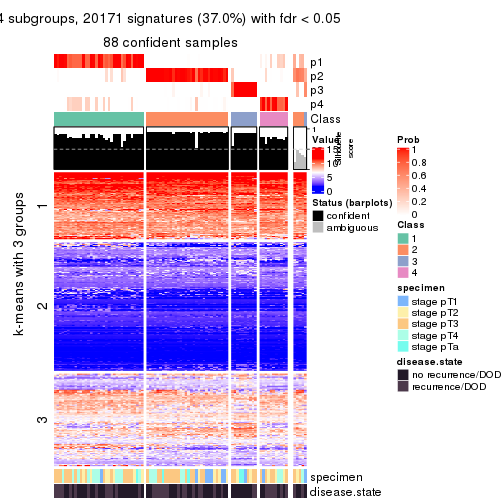 4 subgroups, 20171 signatures (37.0%) with fdr < 0.05
88 confident samples
p1
p2
p3
p4
Class
1
Silhouette
score
k-means with 3 groups
1
2
3
specimen
disease.state
Value
15
10
5
0
Status (barplots)
confident
ambiguous
Prob
1
0.8
0.6
0.4
0.2
0
Class
1
2
3
4
specimen
stage pT1
stage pT2
stage pT3
stage pT4
stage pTa
disease.state
no recurrence/DOD
recurrence/DOD